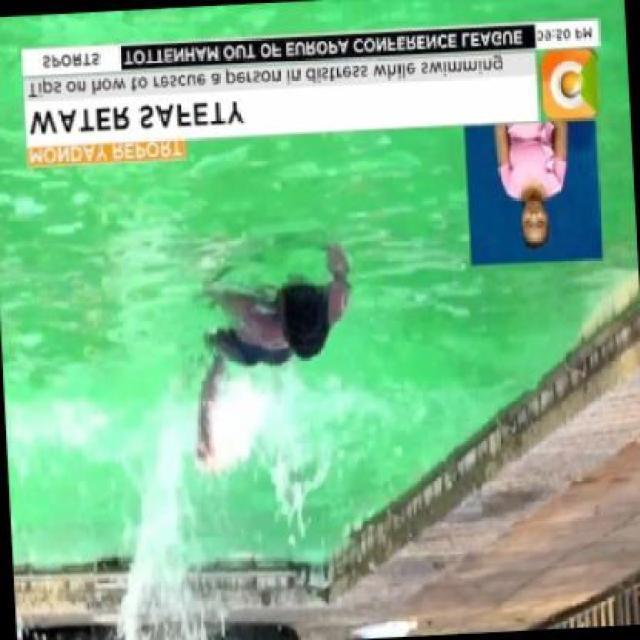 MONDAY REPORT
WATER SAFETY
Tips on how to rescue a person in distress while swimming
SPORTS TOTTENHAM OUT OF EUROPA CONFERENCE LEAGUE 09:50 PM